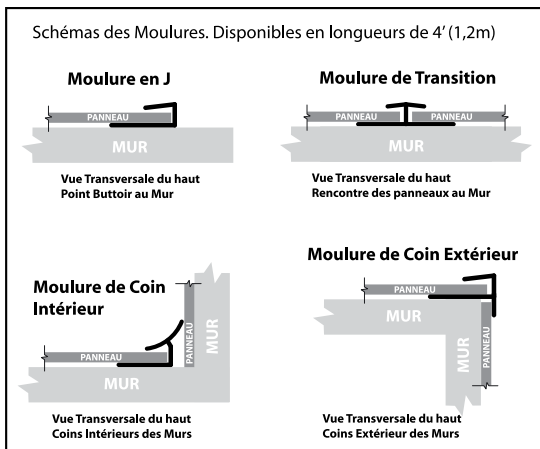 Schémas des Moulures. Disponibles en longueurs de 4’ (1,2m)
Moulure en J
PANNEAU
MUR
Vue Transversale du haut
Point Buttoir au Mur
Moulure de Transition
PANNEAU
PANNEAU
MUR
Vue Transversale du haut
Rencontre des panneaux au Mur
Moulure de Coin
Intérieur
PANNEAU
MUR
PANNEAU
MUR
Vue Transversale du haut
Coins Intérieurs des Murs
Moulure de Coin Extérieur
PANNEAU
MUR
MUR
PANNEAU
Vue Transversale du haut
Coins Extérieur des Murs